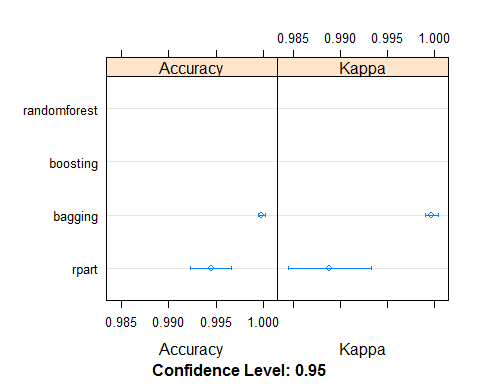 0.985 0.990 0.995 1.000
Accuracy Kappa
randomforest
boosting
bagging
rpart
0.985 0.990 0.995 1.000
Accuracy Kappa
Confidence Level: 0.95